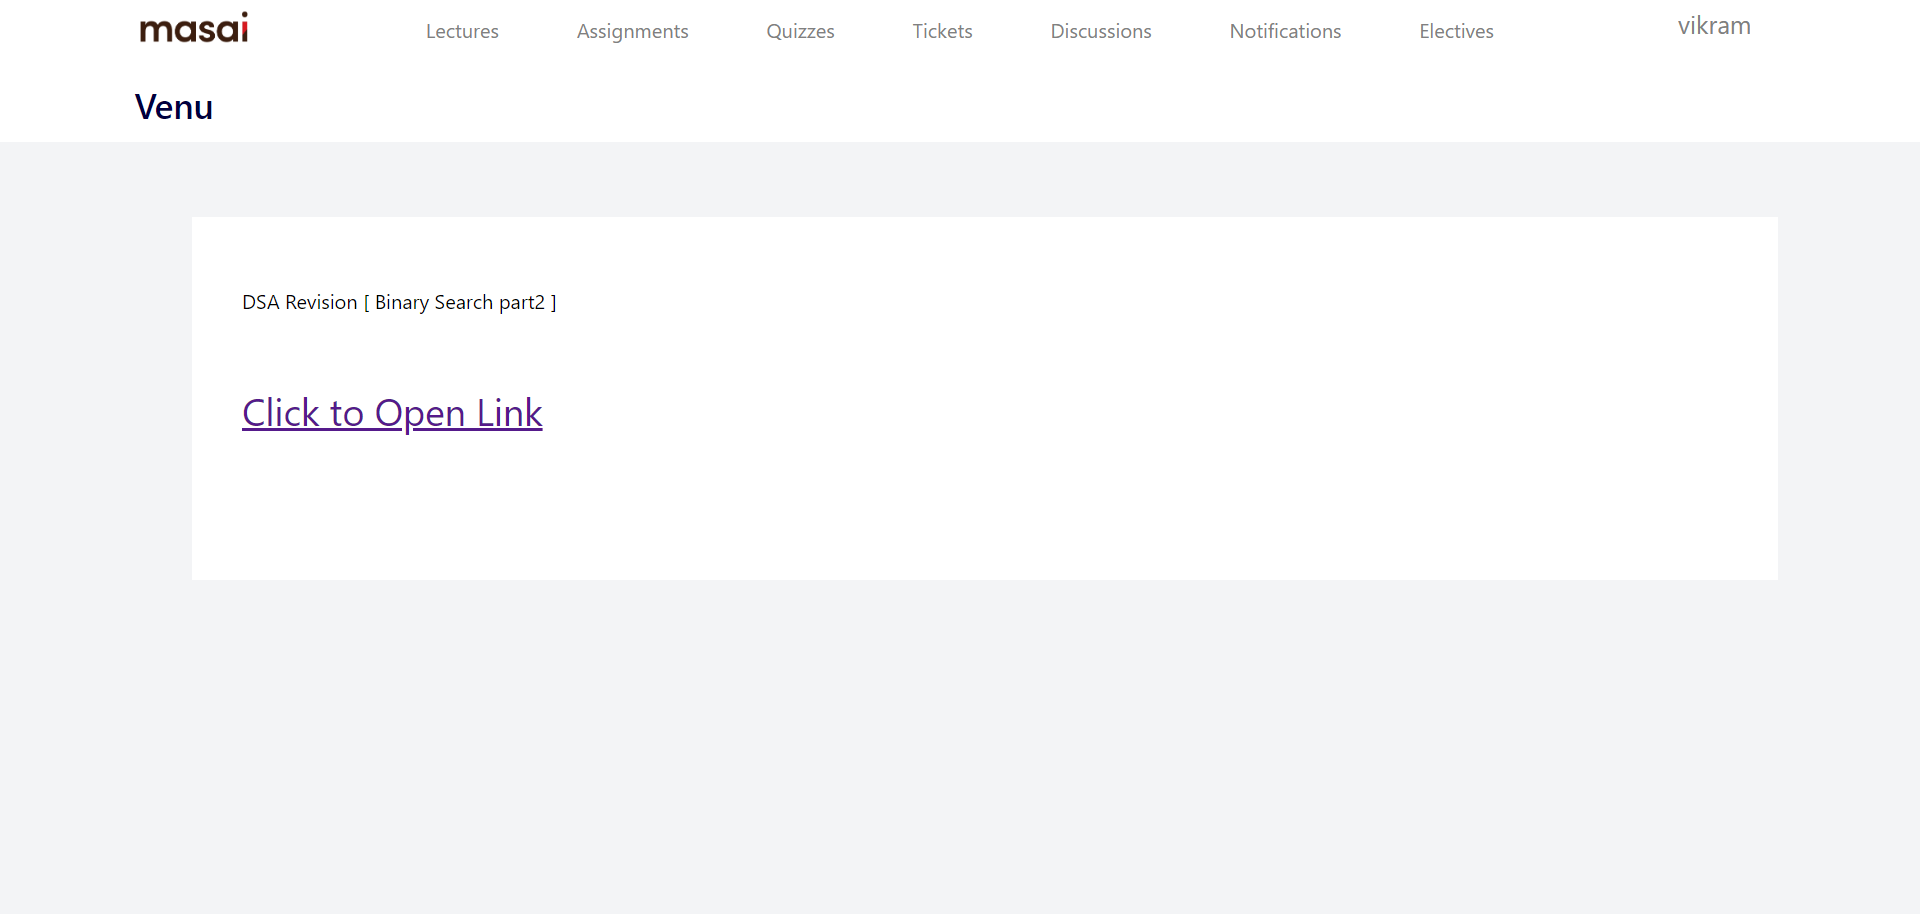 masai
Lectures Assignments Quizzes Tickets Discussions Notifications Electives vikram
Venu
DSA Revision [ Binary Search part2 ]
Click to Open Link